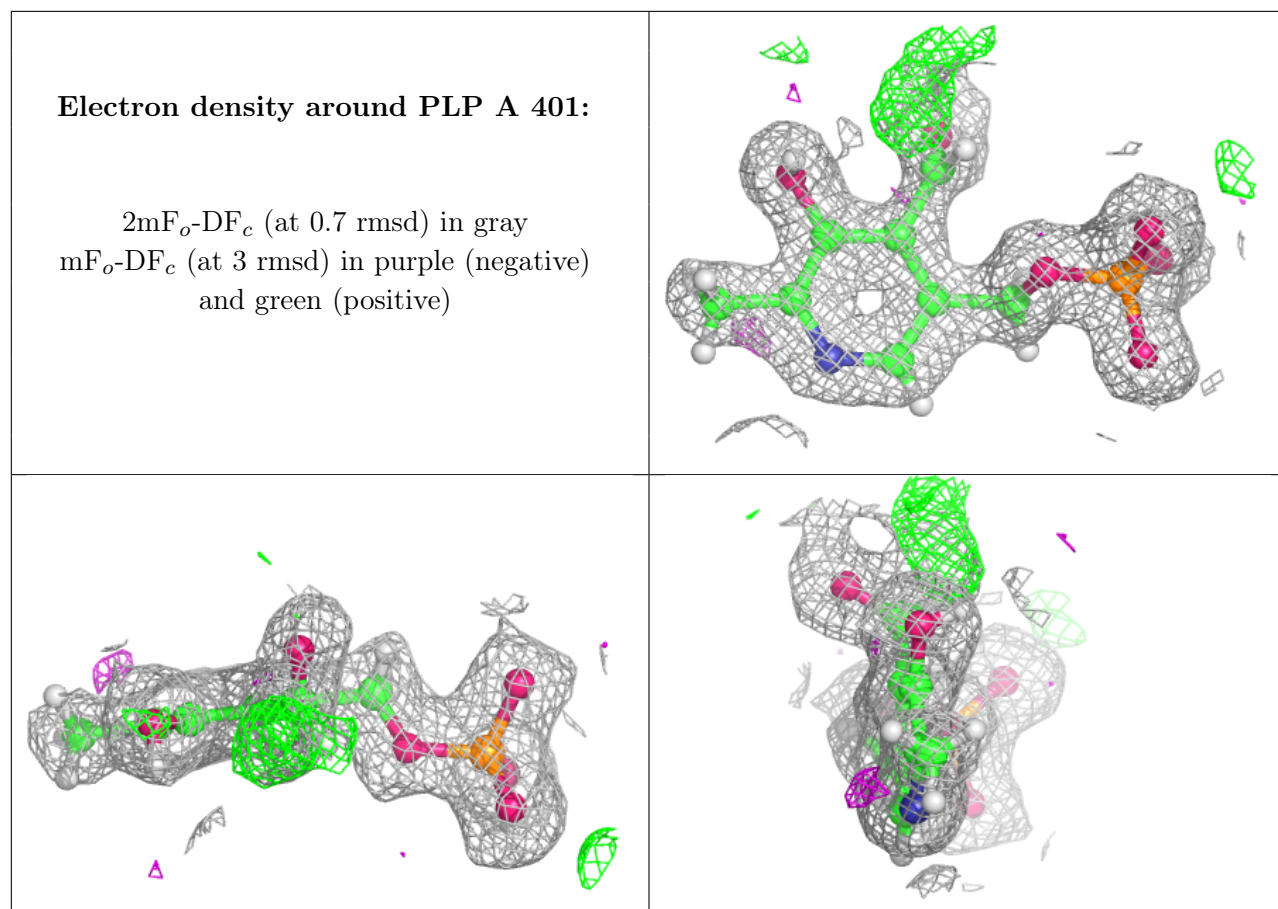 Electron density around PLP A 401:
2mFₒ-DF𝑐 (at 0.7 rmsd) in gray
mFₒ-DF𝑐 (at 3 rmsd) in purple (negative)
and green (positive)